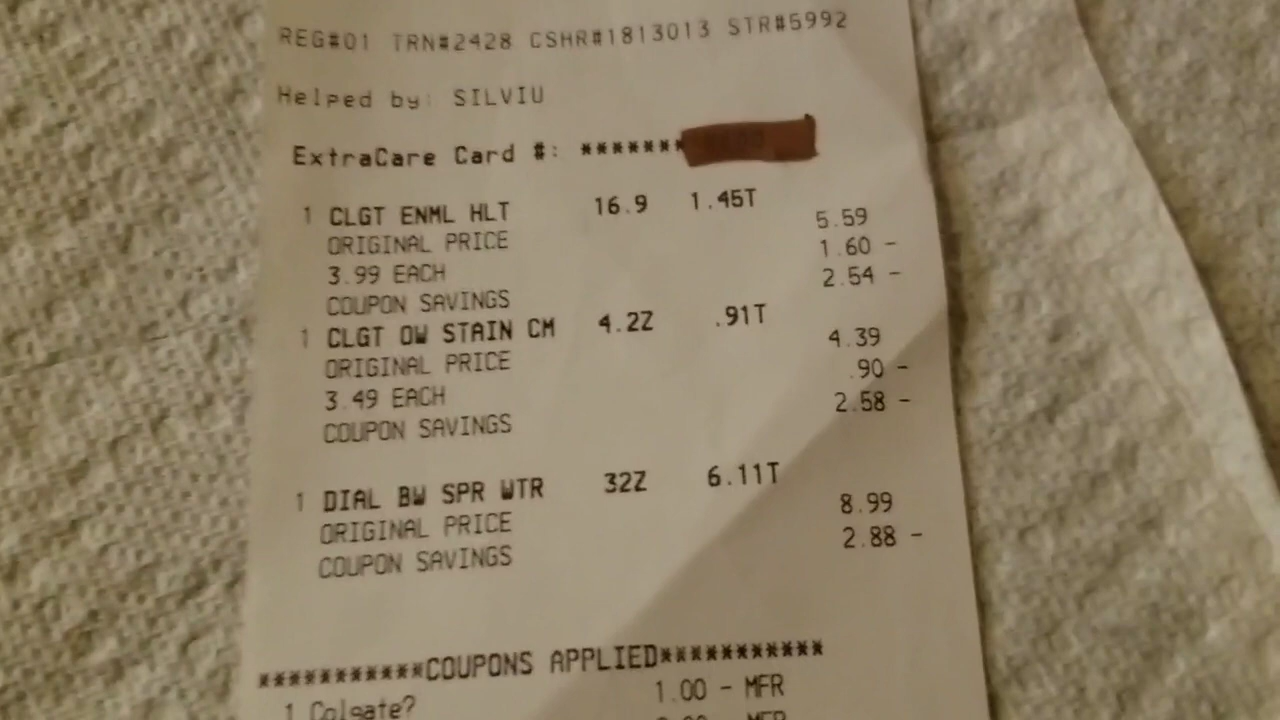 REG#01 TRN#2428 CSHR#1813013 STR#5992
Helped by: SILVIU
ExtraCare Card #: *******
1 CLGT ENML HLT 16.9 1.45T
ORIGINAL PRICE 5.59
3.99 EACH 1.60 -
COUPON SAVINGS 2.54 -
1 CLGT OW STAIN CM 4.2Z .91T
ORIGINAL PRICE 4.39
3.49 EACH .90 -
COUPON SAVINGS 2.58 -
1 DIAL BW SPR WTR 32Z 6.11T
ORIGINAL PRICE 8.99
COUPON SAVINGS 2.88 -
***********COUPONS APPLIED***********
1 Colgate? 1.00 - MFR